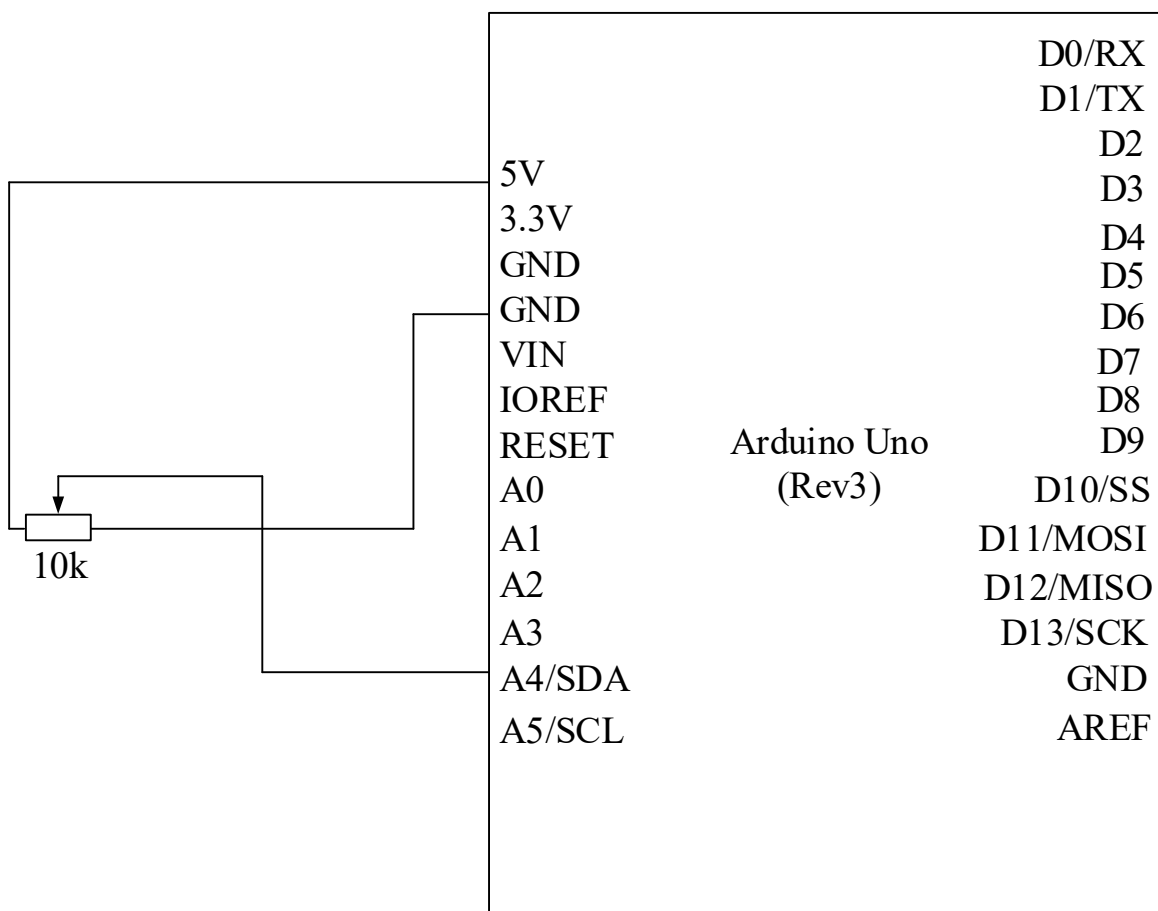 D0/RX
D1/TX
D2
5V
D3
3.3V
D4
GND
D5
GND
D6
VIN
D7
IOREF
D8
RESET
Arduino Uno
D9
A0
(Rev3)
D10/SS
A1
D11/MOSI
10k
A2
D12/MISO
A3
D13/SCK
A4/SDA
GND
A5/SCL
AREF